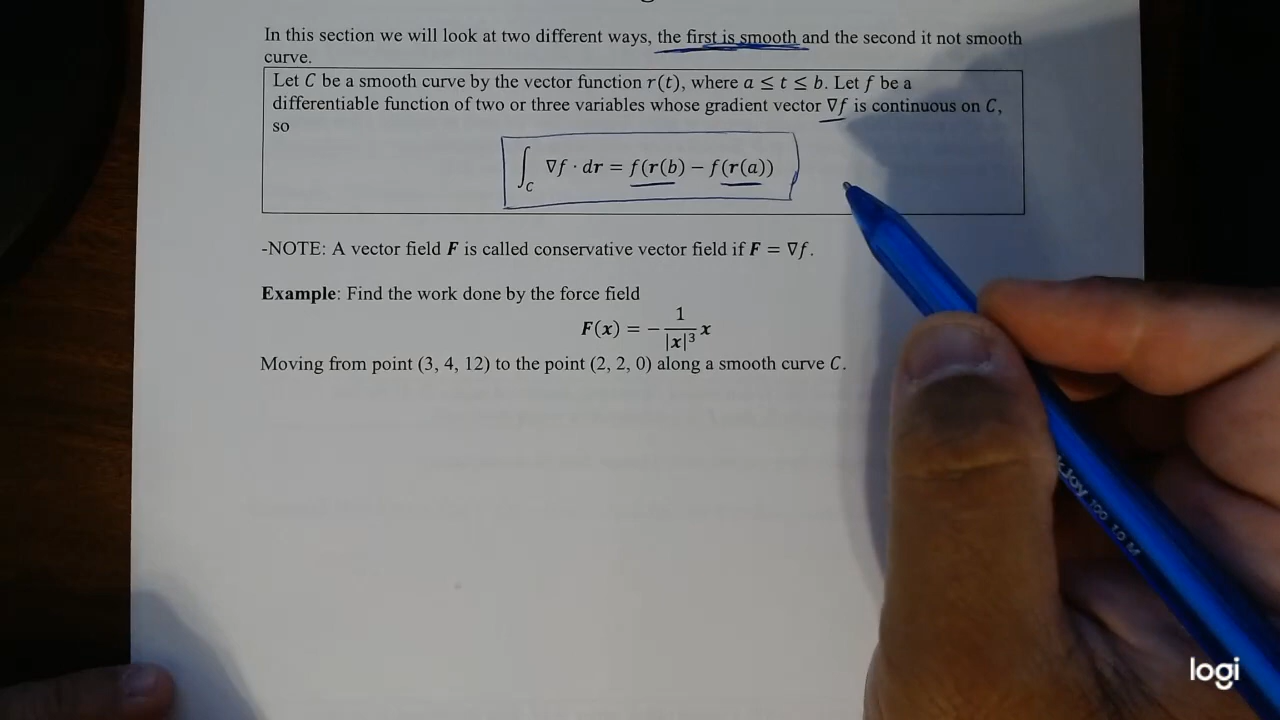 In this section we will look at two different ways, the first is smooth and the second it not smooth
curve.
Let C be a smooth curve by the vector function r(t), where a ≤ t ≤ b. Let f be a
differentiable function of two or three variables whose gradient vector ∇f is continuous on C,
so
∫_C ∇f · dr = f(r(b) − f(r(a))
-NOTE: A vector field F is called conservative vector field if F = ∇f.
Example: Find the work done by the force field
F(x) = − 1/|x|³ x
Moving from point (3, 4, 12) to the point (2, 2, 0) along a smooth curve C.
100 1.0 M
logi